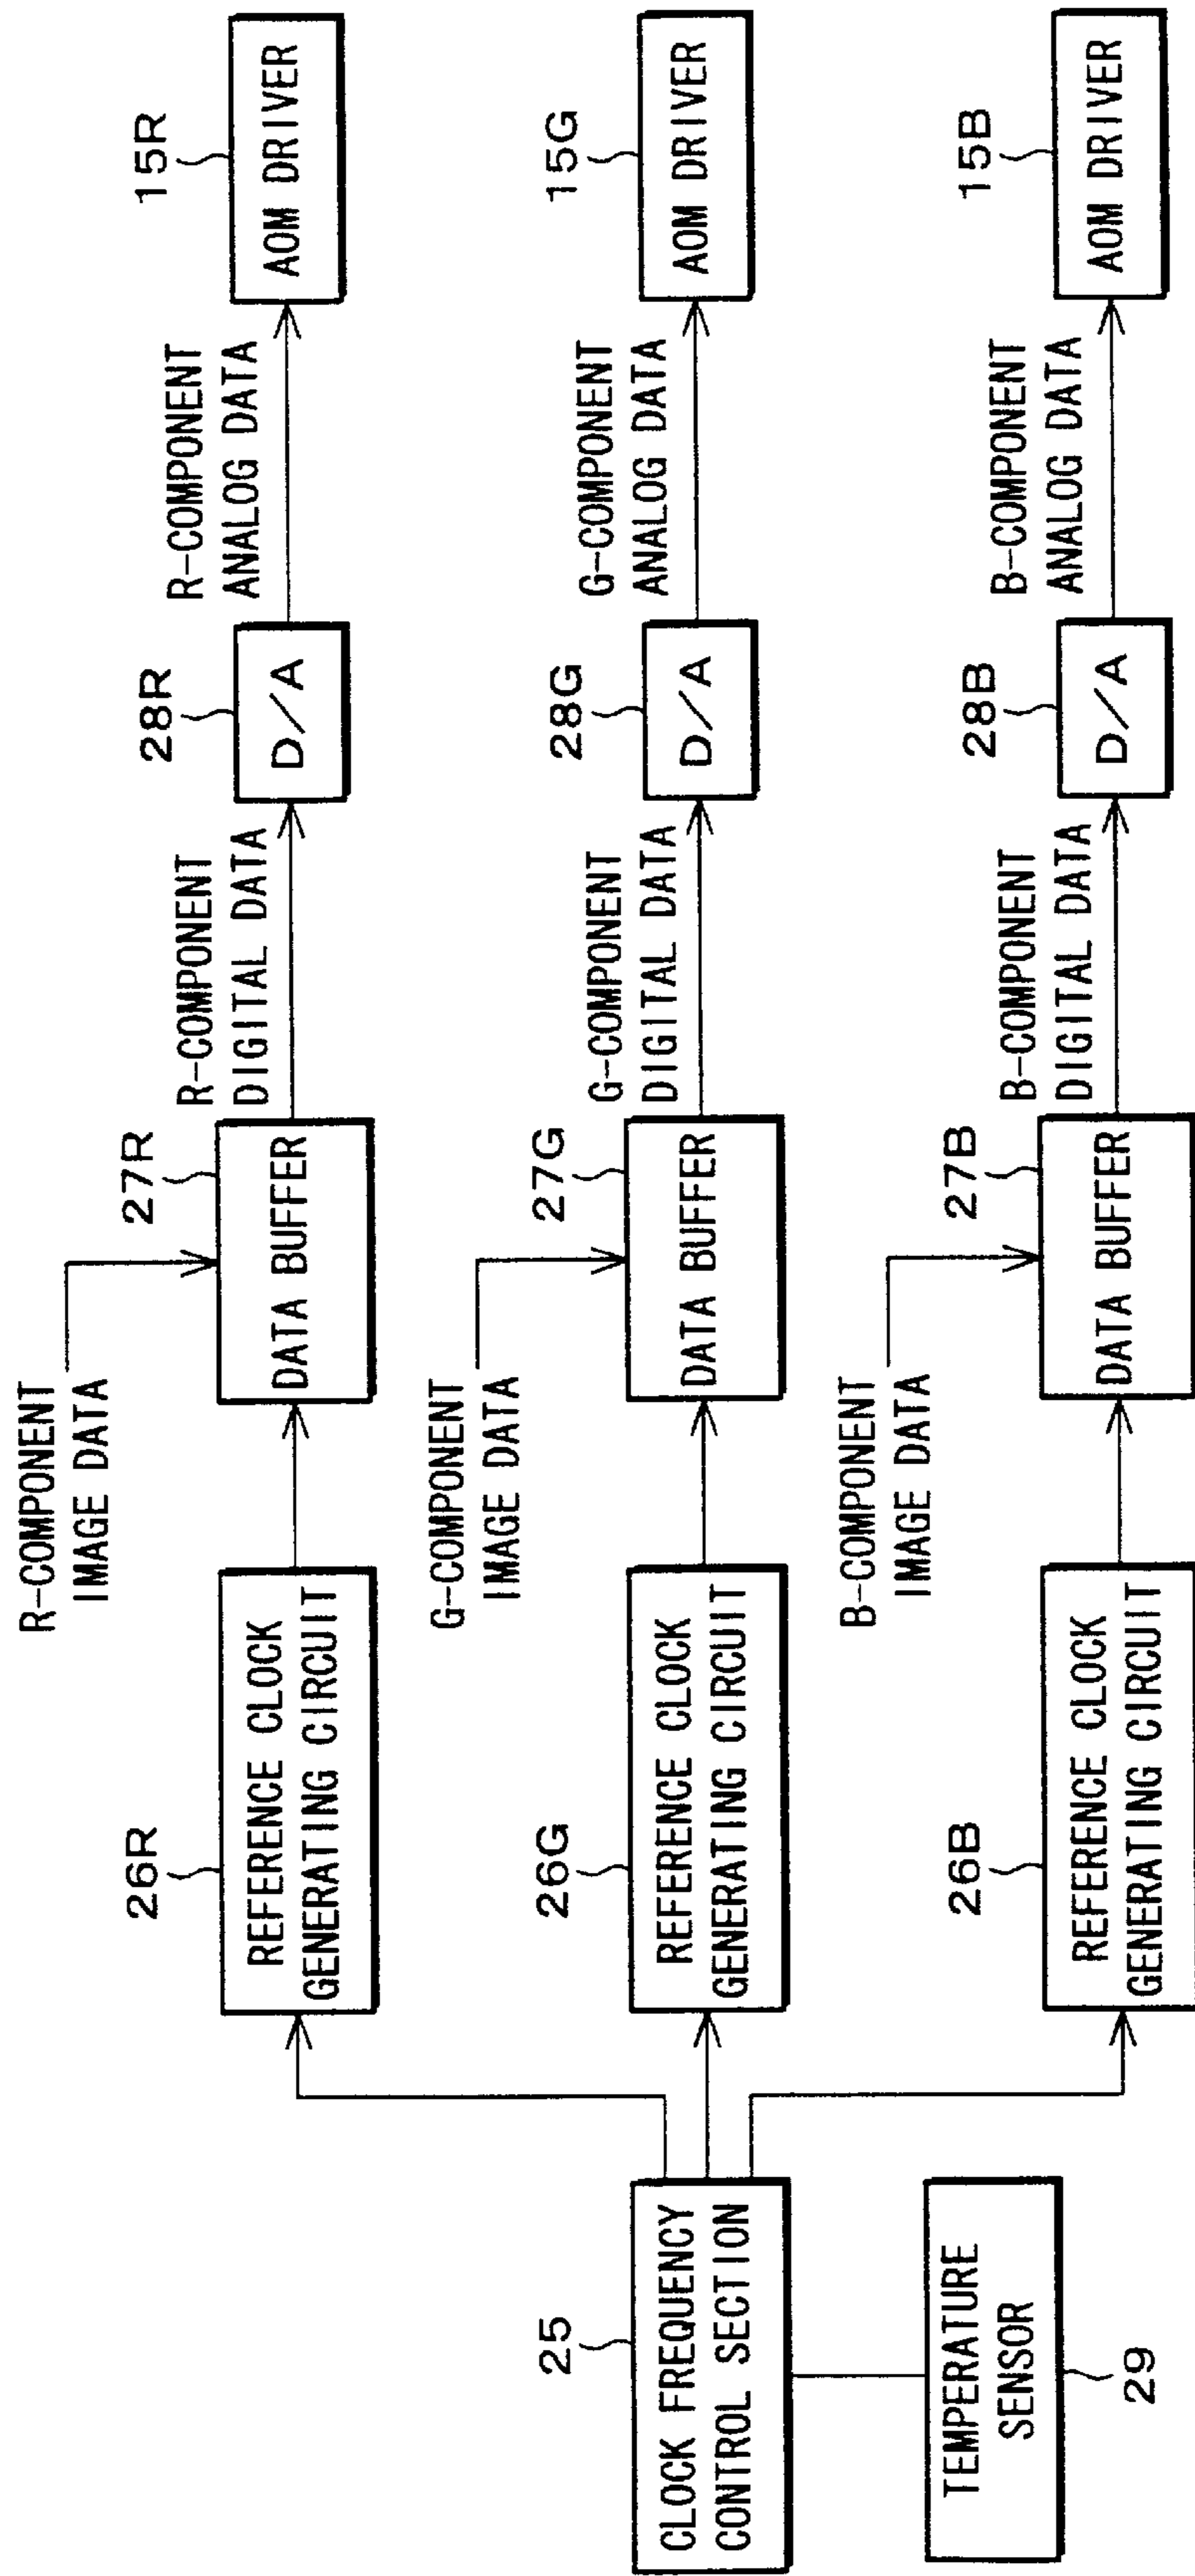 25
CLOCK FREQUENCY
CONTROL SECTION
TEMPERATURE
SENSOR
29
26R
REFERENCE CLOCK
GENERATING CIRCUIT
R-COMPONENT
IMAGE DATA
27R
DATA BUFFER
R-COMPONENT
DIGITAL DATA
28R
D/A
R-COMPONENT
ANALOG DATA
15R
AOM DRIVER
26G
REFERENCE CLOCK
GENERATING CIRCUIT
G-COMPONENT
IMAGE DATA
27G
DATA BUFFER
G-COMPONENT
DIGITAL DATA
28G
D/A
G-COMPONENT
ANALOG DATA
15G
AOM DRIVER
26B
REFERENCE CLOCK
GENERATING CIRCUIT
B-COMPONENT
IMAGE DATA
27B
DATA BUFFER
B-COMPONENT
DIGITAL DATA
28B
D/A
B-COMPONENT
ANALOG DATA
15B
AOM DRIVER